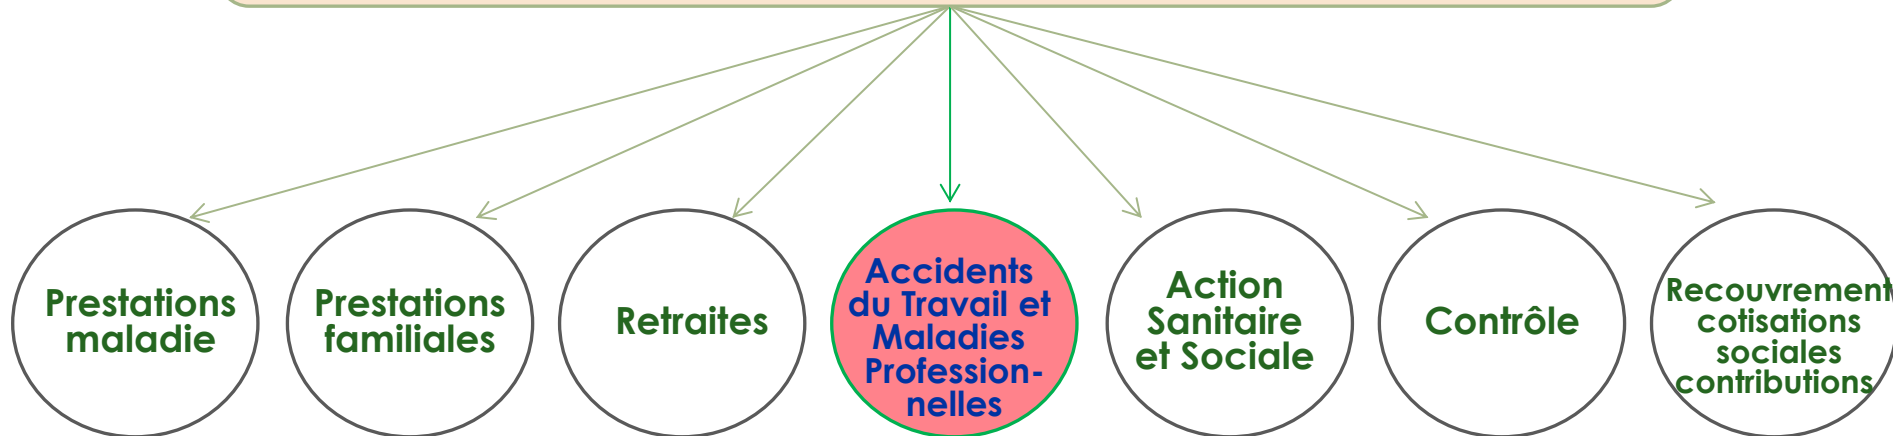 Prestations
maladie
Prestations
familiales
Retraites
Accidents
du Travail et
Maladies
Profession-
nelles
Action
Sanitaire
et Sociale
Contrôle
Recouvrement
cotisations
sociales
contributions